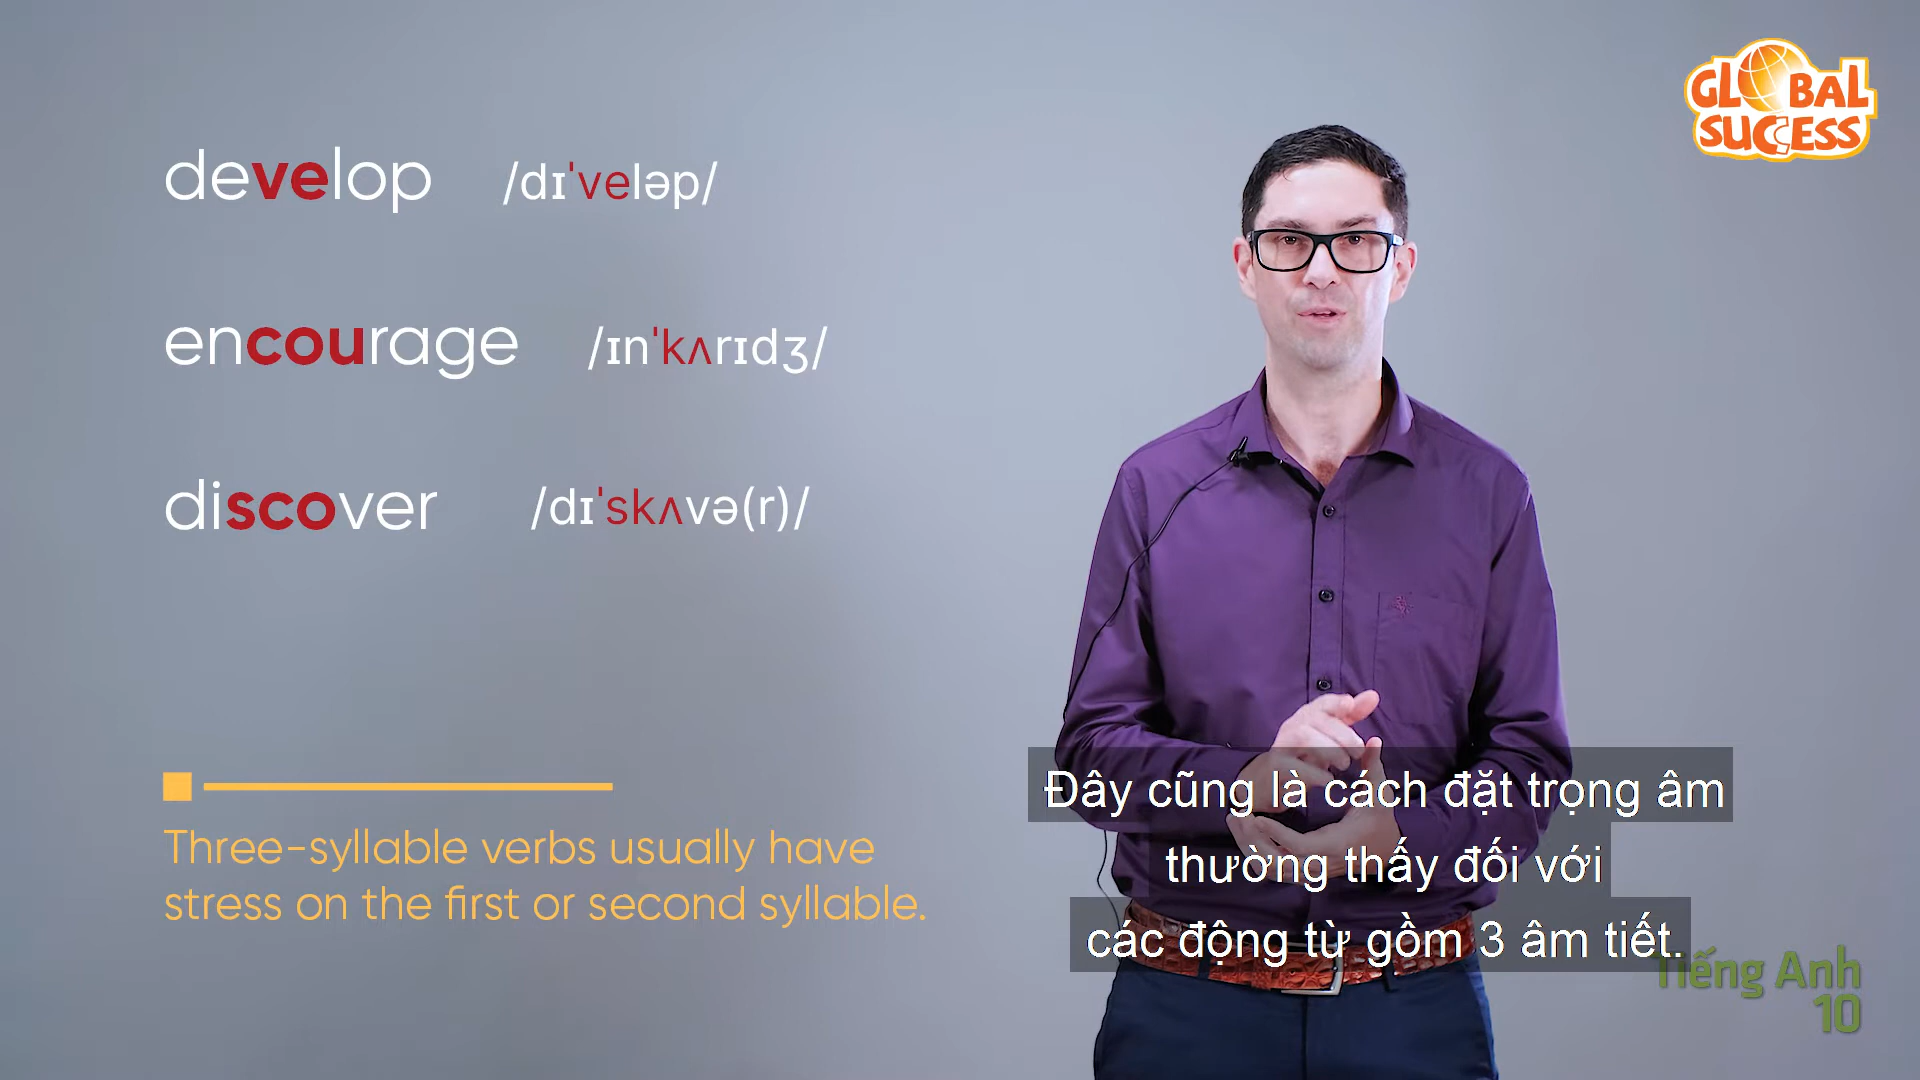 GLOBAL
SUCCESS
develop /dɪˈveləp/
encourage /ɪnˈkʌrɪdʒ/
discover /dɪˈskʌvə(r)/
Three-syllable verbs usually have
stress on the first or second syllable.
Đây cũng là cách đặt trọng âm
thường thấy đối với
các động từ gồm 3 âm tiết.
Tiếng Anh
10